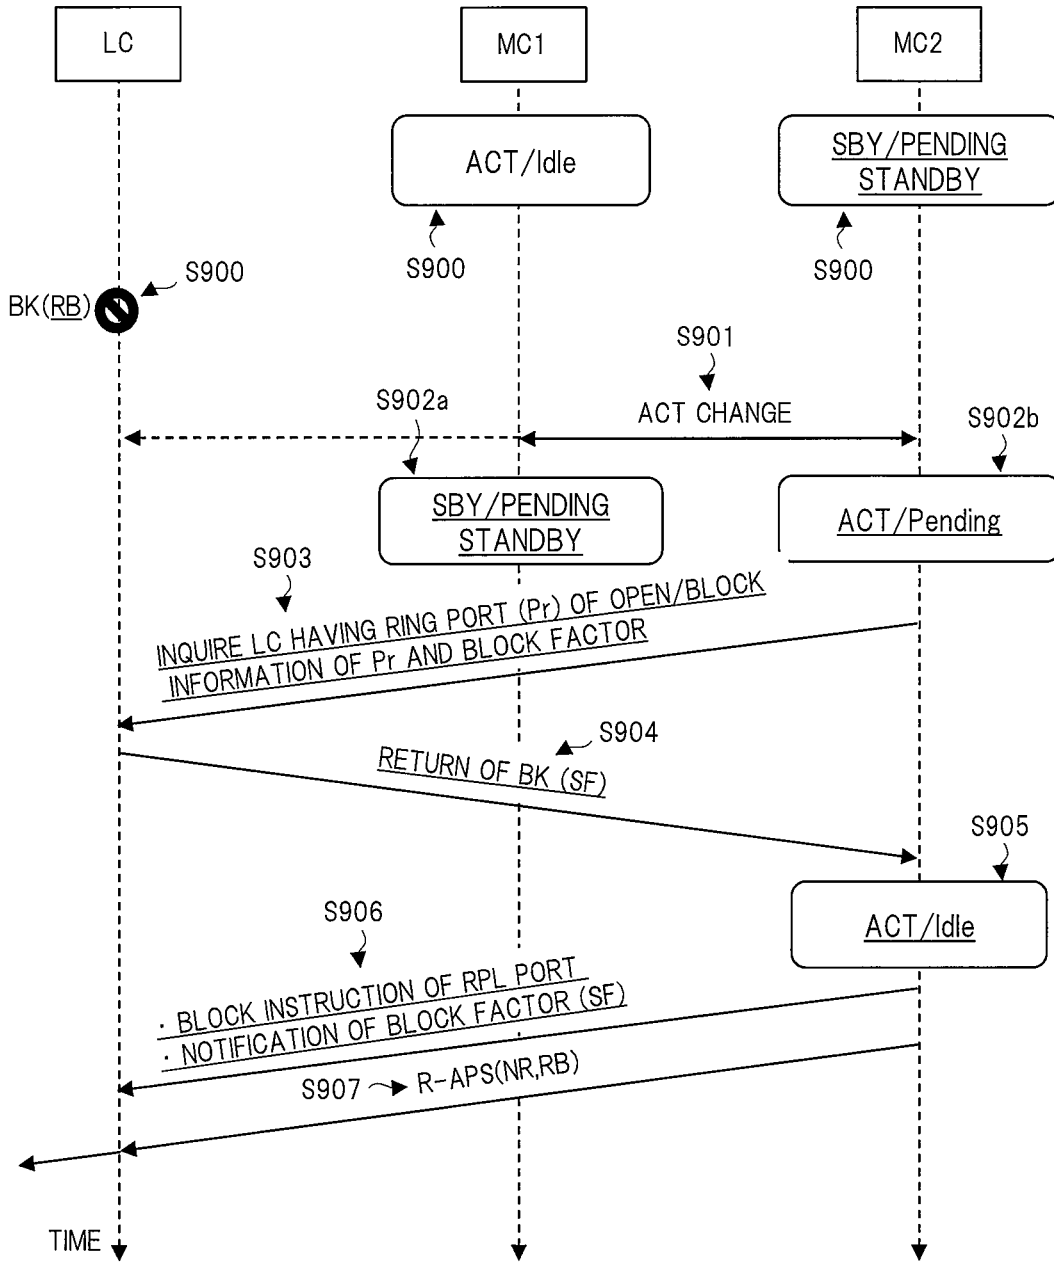 LC
MC1
MC2
ACT/Idle
SBY/PENDING
STANDBY
S900
S900
S900
BK(RB)
S901
ACT CHANGE
S902a
S902b
SBY/PENDING
STANDBY
ACT/Pending
S903
INQUIRE LC HAVING RING PORT (Pr) OF OPEN/BLOCK
INFORMATION OF Pr AND BLOCK FACTOR
S904
RETURN OF BK (SF)
S905
ACT/Idle
S906
· BLOCK INSTRUCTION OF RPL PORT
· NOTIFICATION OF BLOCK FACTOR (SF)
S907
R-APS(NR,RB)
TIME